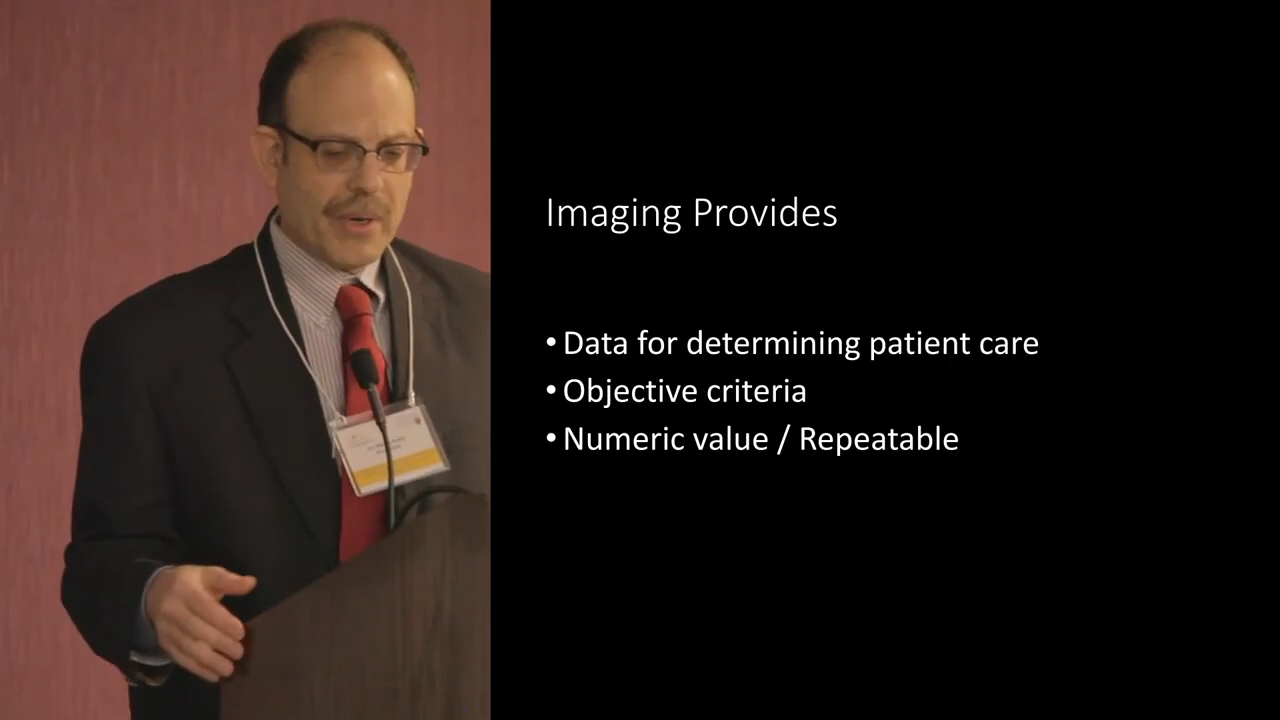 Imaging Provides
• Data for determining patient care
• Objective criteria
• Numeric value / Repeatable